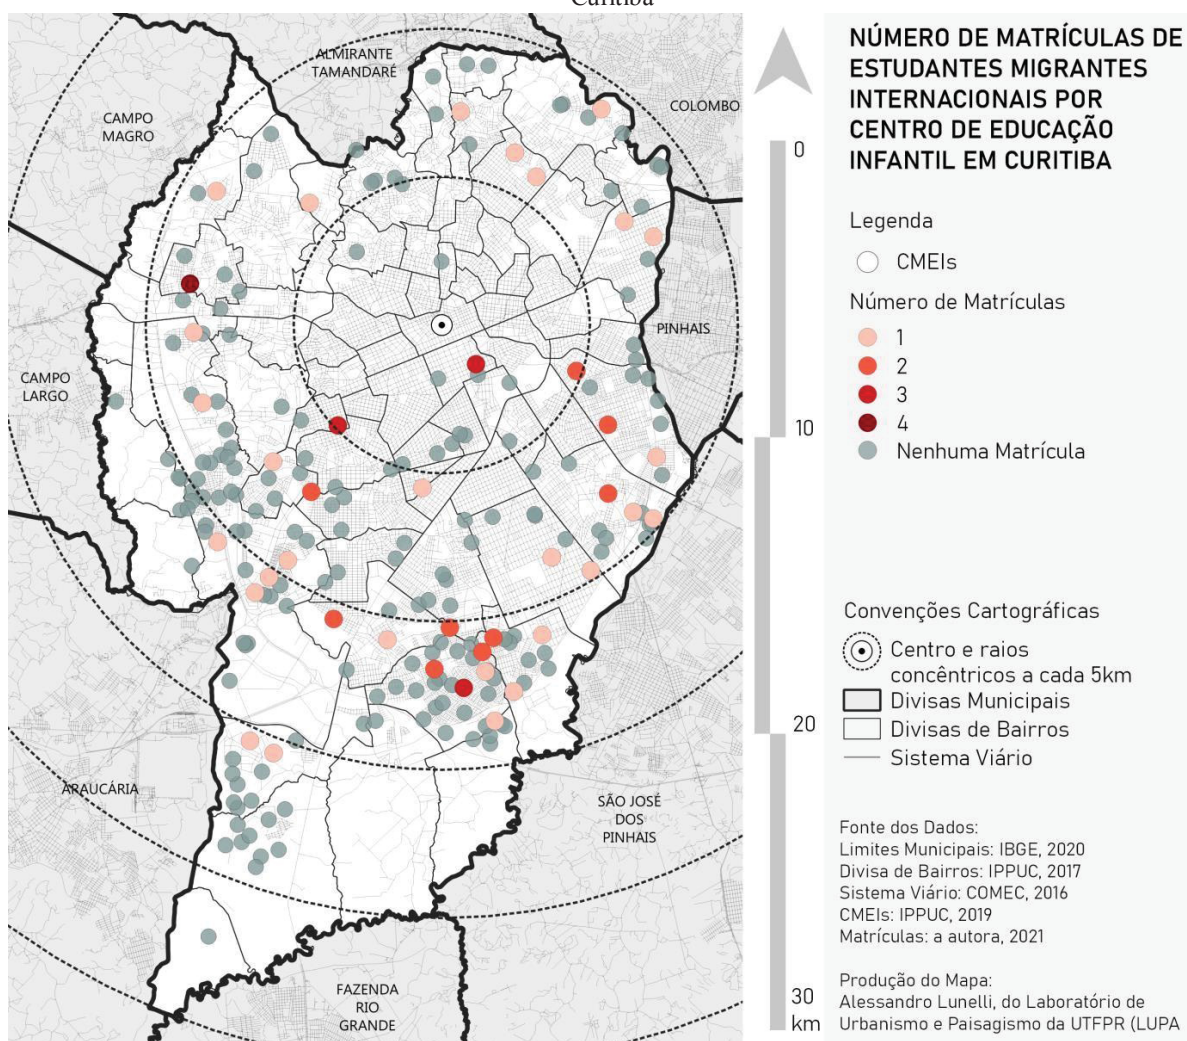 Curitiba
ALMIRANTE
TAMANDARÉ
CAMPO
MAGRO
COLOMBO
PINHAIS
CAMPO
LARGO
ARAUCÁRIA
SÃO JOSÉ
DOS
PINHAIS
FAZENDA
RIO
GRANDE
0
10
20
30
km
NÚMERO DE MATRÍCULAS DE
ESTUDANTES MIGRANTES
INTERNACIONAIS POR
CENTRO DE EDUCAÇÃO
INFANTIL EM CURITIBA
Legenda
CMEIs
Número de Matrículas
1
2
3
4
Nenhuma Matrícula
Convenções Cartográficas
Centro e raios
concêntricos a cada 5km
Divisas Municipais
Divisas de Bairros
Sistema Viário
Fonte dos Dados:
Limites Municipais: IBGE, 2020
Divisa de Bairros: IPPUC, 2017
Sistema Viário: COMEC, 2016
CMEIs: IPPUC, 2019
Matrículas: a autora, 2021
Produção do Mapa:
Alessandro Lunelli, do Laboratório de
Urbanismo e Paisagismo da UTFPR (LUPA